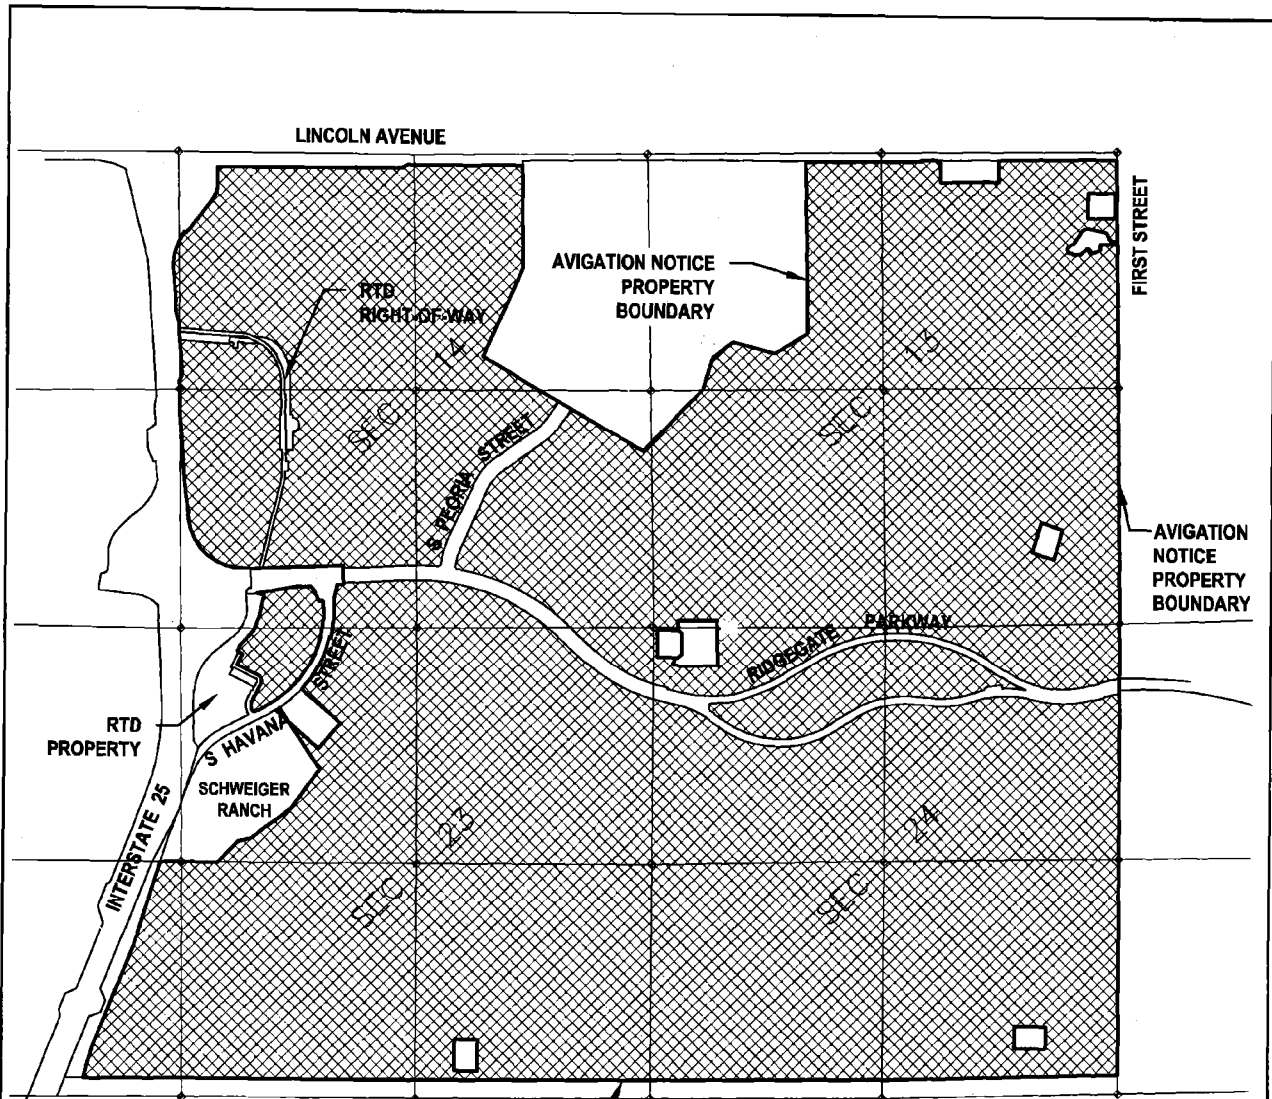 LINCOLN AVENUE
FIRST STREET
AVIGATION NOTICE
PROPERTY
BOUNDARY
RTD
RIGHT-OF-WAY
SEC 14
SEC 13
S PEORIA STREET
AVIGATION
NOTICE
PROPERTY
BOUNDARY
RIDGEGATE PARKWAY
S HAVANA STREET
RTD
PROPERTY
SCHWEIGER
RANCH
INTERSTATE 25
SEC 23
SEC 24